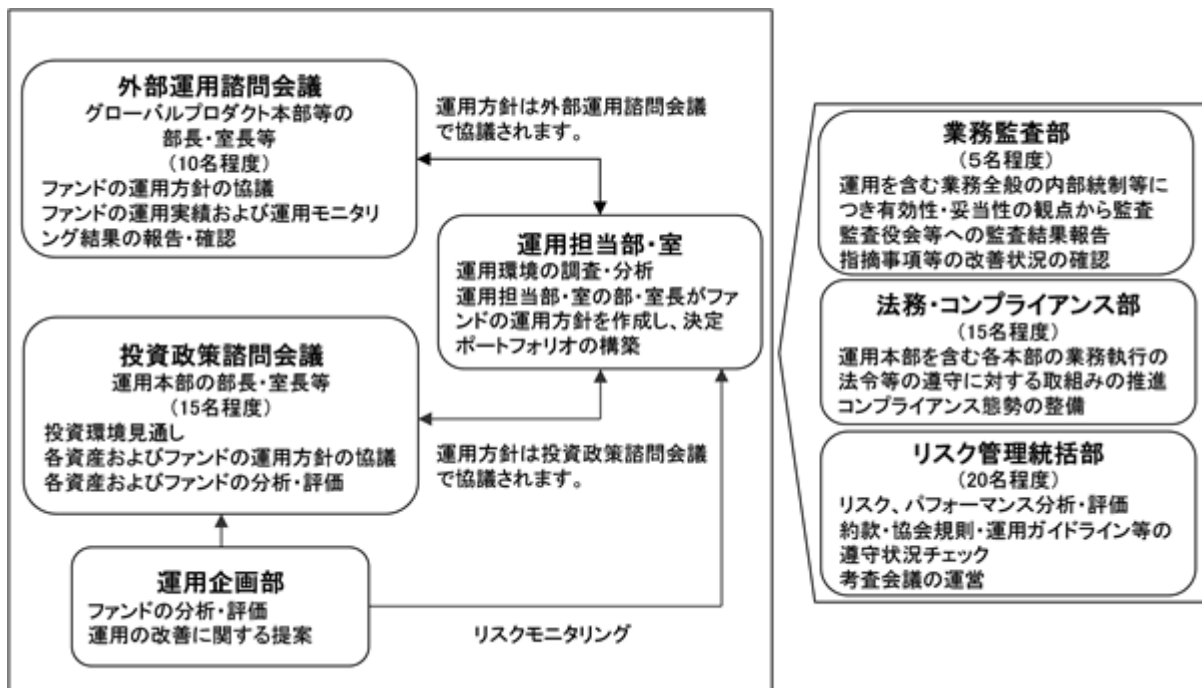 外部運用諮問会議
グローバルプロダクト本部等の
部長・室長等
(10名程度)
ファンドの運用方針の協議
ファンドの運用実績および運用モニタリ
ング結果の報告・確認
運用方針は外部運用諮問会議
で協議されます。
運用担当部・室
運用環境の調査・分析
運用担当部・室の部・室長がファ
ンドの運用方針を作成し、決定
ポートフォリオの構築
投資政策諮問会議
運用本部の部長・室長等
(15名程度)
投資環境見通し
各資産およびファンドの運用方針の協議
各資産およびファンドの分析・評価
運用方針は投資政策諮問会議
で協議されます。
運用企画部
ファンドの分析・評価
運用の改善に関する提案
リスクモニタリング
業務監査部
(5名程度)
運用を含む業務全般の内部統制等に
つき有効性・妥当性の観点から監査
監査役会等への監査結果報告
指摘事項等の改善状況の確認
法務・コンプライアンス部
(15名程度)
運用本部を含む各本部の業務執行の
法令等の遵守に対する取組みの推進
コンプライアンス態勢の整備
リスク管理統括部
(20名程度)
リスク、パフォーマンス分析・評価
約款・協会規則・運用ガイドライン等の
遵守状況チェック
考査会議の運営